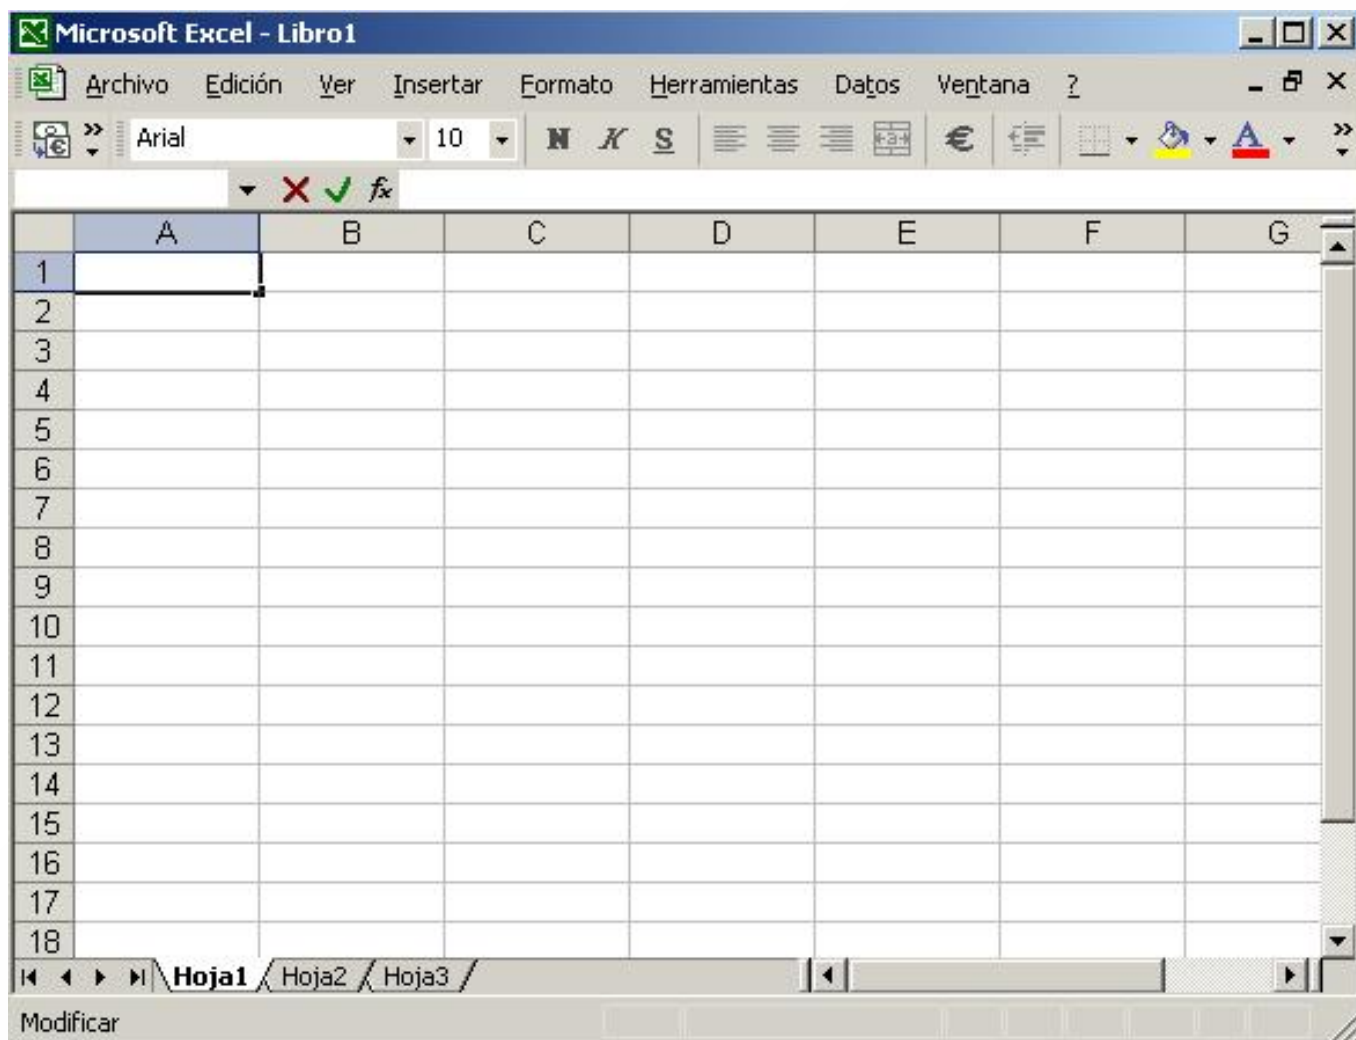 Microsoft Excel - Libro1
Archivo Edición Ver Insertar Formato Herramientas Datos Ventana ?
Arial 10 N K S € A
fx
A B C D E F G
1
2
3
4
5
6
7
8
9
10
11
12
13
14
15
16
17
18
Hoja1 Hoja2 Hoja3
Modificar